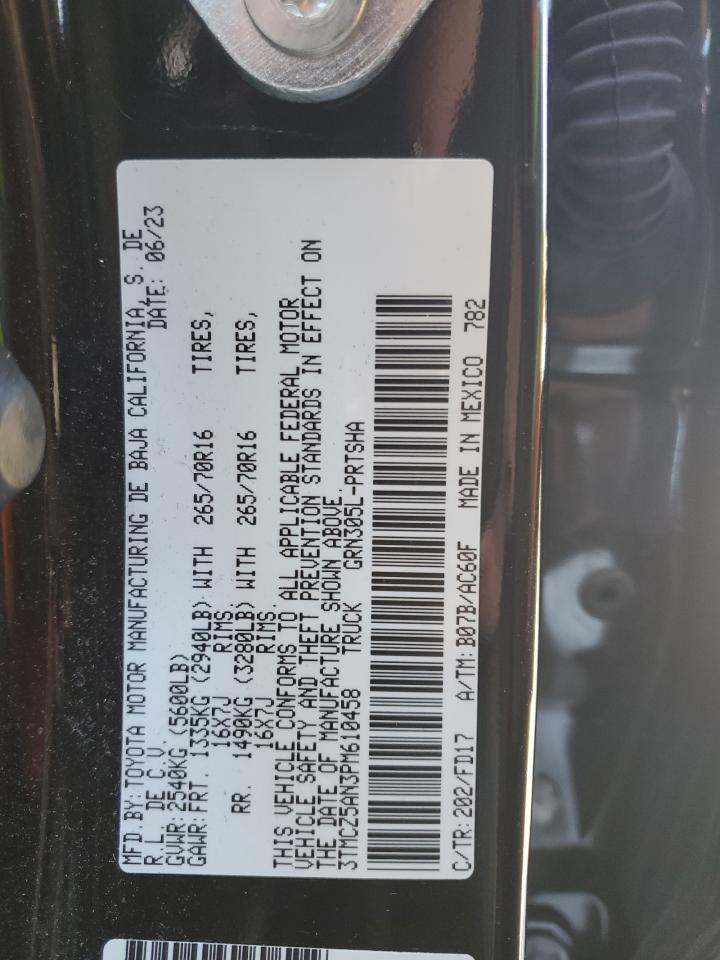 MFD.BY:TOYOTA MOTOR MANUFACTURING DE BAJA CALIFORNIA, S. DE
R.L. DE C.V. DATE: 06/23
GVWR:2540KG (5600LB)
GAWR:FRT. 1335KG (2940LB) WITH 265/70R16 TIRES,
16X7J RIMS.
RR. 1490KG (3280LB) WITH 265/70R16 TIRES,
16X7J RIMS.
THIS VEHICLE CONFORMS TO ALL APPLICABLE FEDERAL MOTOR
VEHICLE SAFETY AND THEFT PREVENTION STANDARDS IN EFFECT ON
THE DATE OF MANUFACTURE SHOWN ABOVE.
3TMCZ5AN3PM610458 TRUCK GRN305L-PRTSHA
C/TR:202/FD17 A/TM:B07B/AC60F MADE IN MEXICO 782